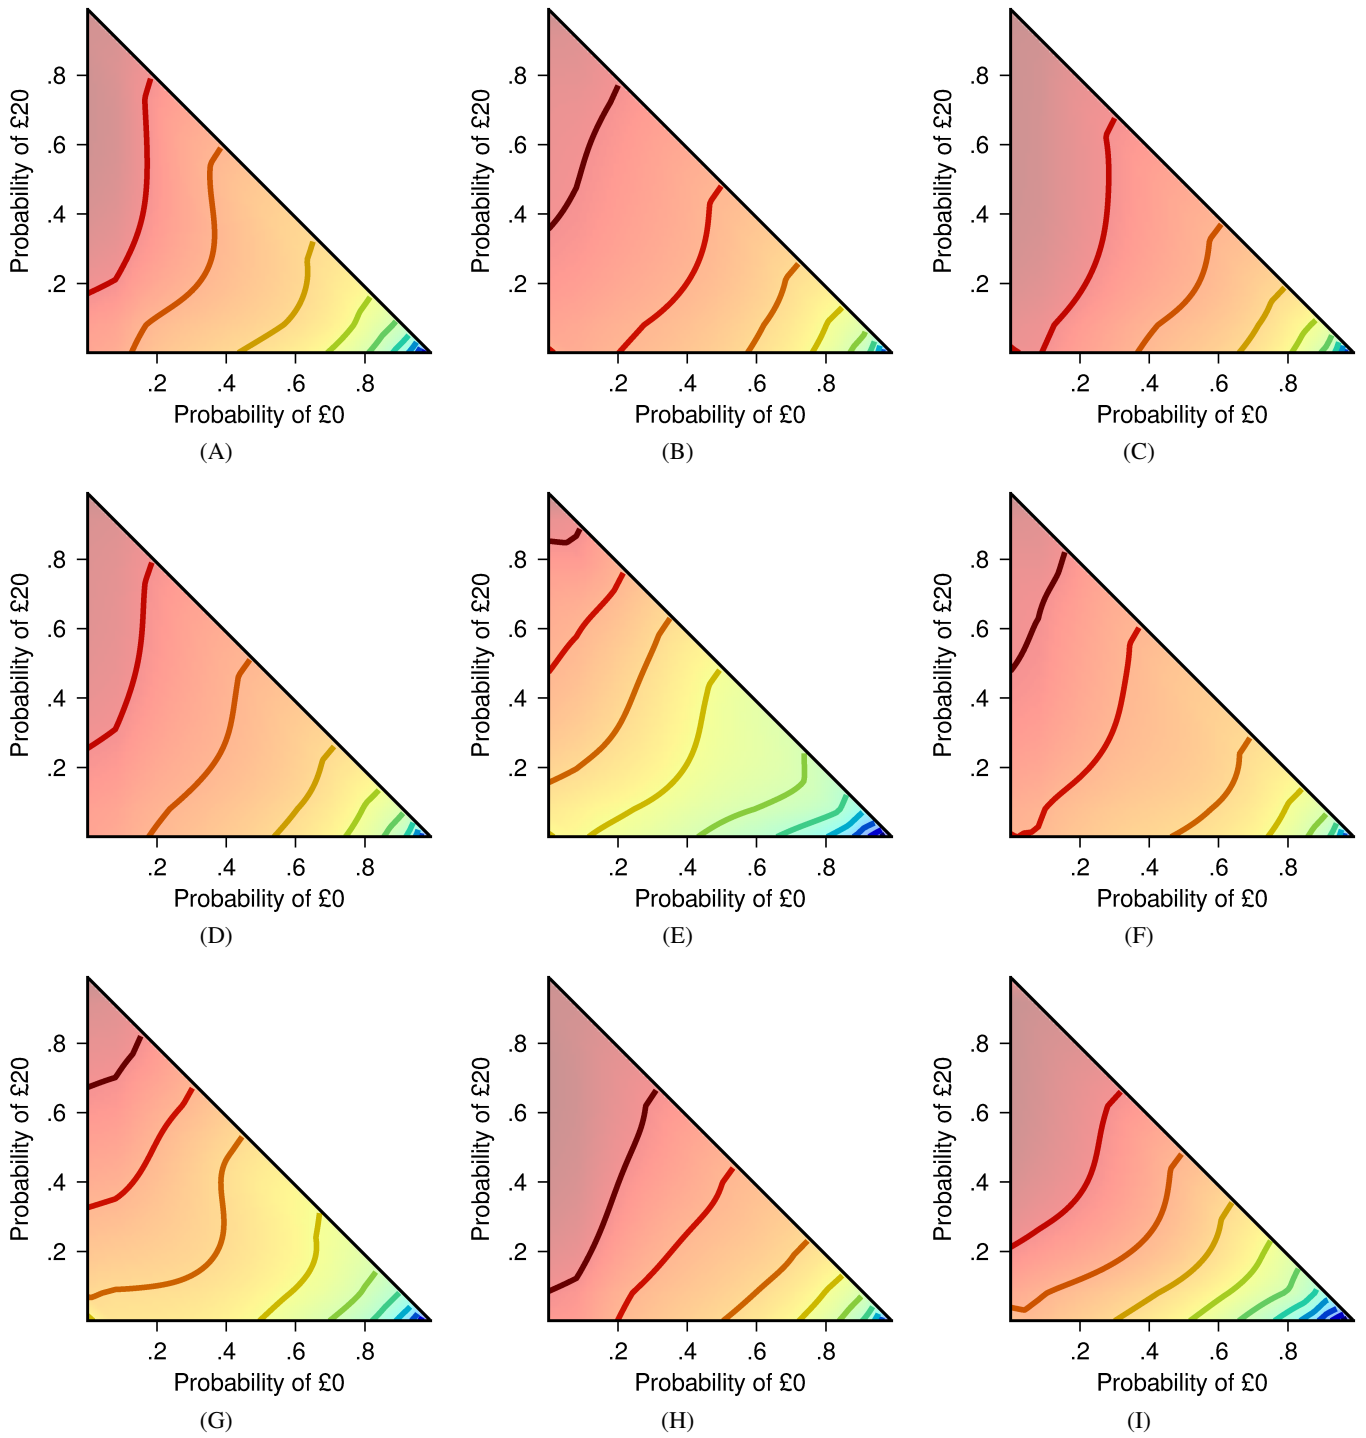 .8 .8 .8
.6 .6 .6
.4 .4 .4
.2 .2 .2
Probability of £20 Probability of £20 Probability of £20
.2 .4 .6 .8 .2 .4 .6 .8 .2 .4 .6 .8
Probability of £0 Probability of £0 Probability of £0
(A) (B) (C)
.8 .8 .8
.6 .6 .6
.4 .4 .4
.2 .2 .2
Probability of £20 Probability of £20 Probability of £20
.2 .4 .6 .8 .2 .4 .6 .8 .2 .4 .6 .8
Probability of £0 Probability of £0 Probability of £0
(D) (E) (F)
.8 .8 .8
.6 .6 .6
.4 .4 .4
.2 .2 .2
Probability of £20 Probability of £20 Probability of £20
.2 .4 .6 .8 .2 .4 .6 .8 .2 .4 .6 .8
Probability of £0 Probability of £0 Probability of £0
(G) (H) (I)